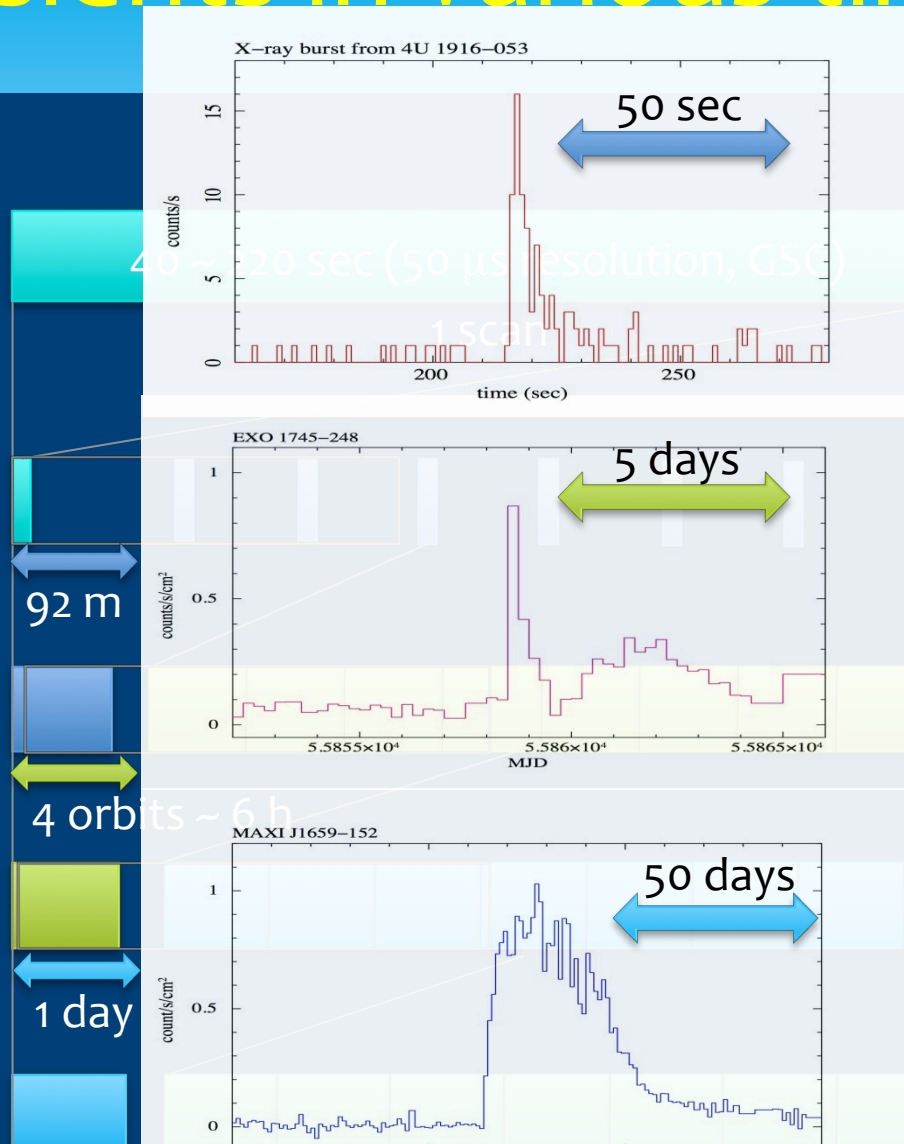 X−ray burst from 4U 1916−053
50 sec
15
10
5
0
counts/s
200
250
time (sec)
1 scan
EXO 1745−248
5 days
1
0.5
0
counts/s/cm²
5.5855×10⁴
5.586×10⁴
5.5865×10⁴
MJD
92 m
4 orbits ~ 6 h
MAXI J1659−152
50 days
1
0.5
0
count/s/cm²
1 day